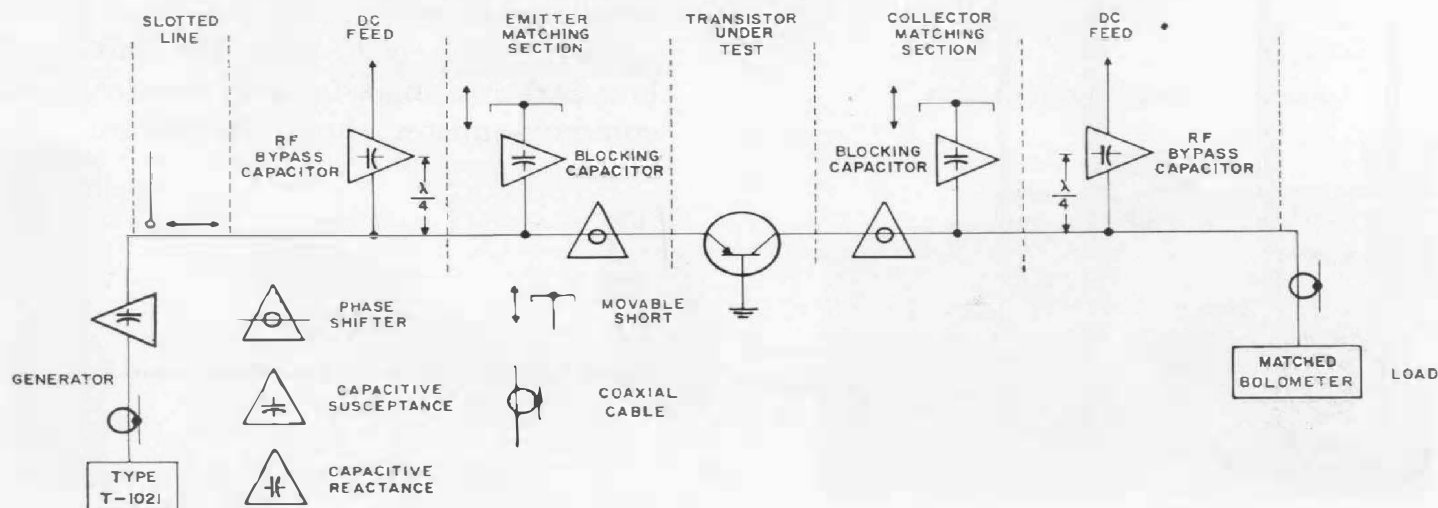 SLOTTED
LINE
DC
FEED
EMITTER
MATCHING
SECTION
TRANSISTOR
UNDER
TEST
COLLECTOR
MATCHING
SECTION
DC
FEED
RF
BYPASS
CAPACITOR
λ/4
BLOCKING
CAPACITOR
BLOCKING
CAPACITOR
λ/4
RF
BYPASS
CAPACITOR
GENERATOR
TYPE
T-1021
PHASE
SHIFTER
CAPACITIVE
SUSCEPTANCE
CAPACITIVE
REACTANCE
MOVABLE
SHORT
COAXIAL
CABLE
MATCHED
BOLOMETER
LOAD